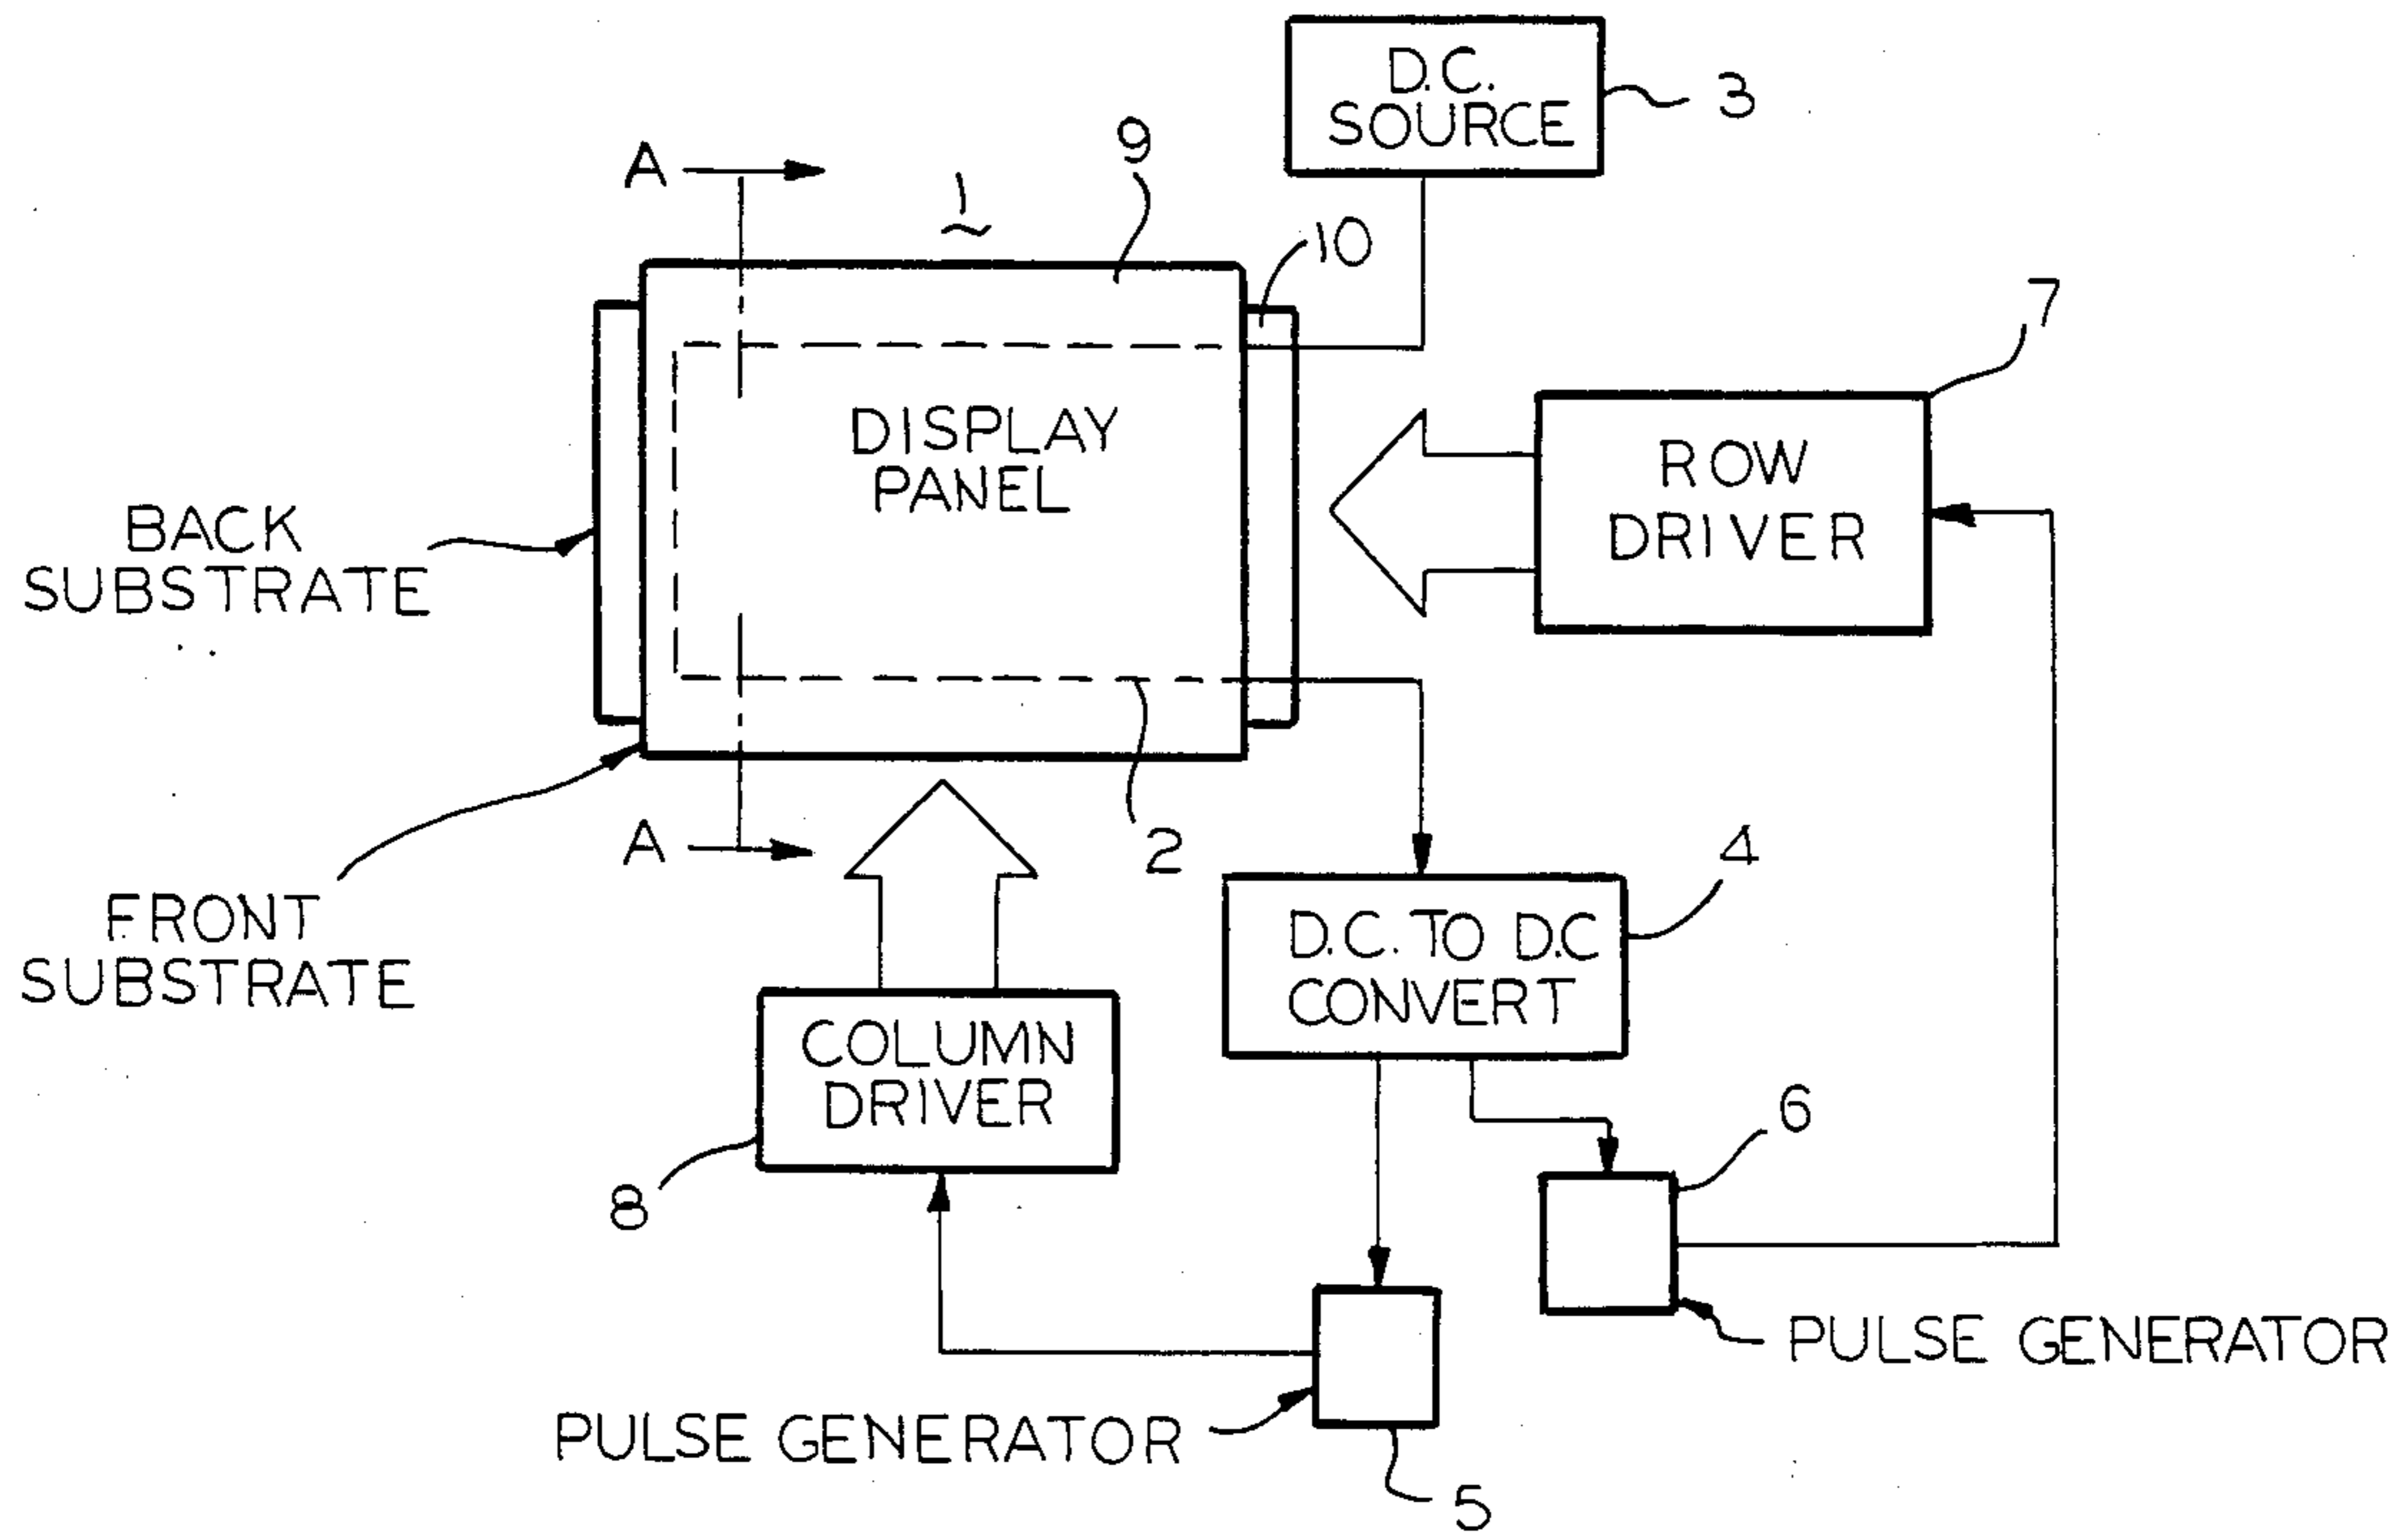 D.C.
SOURCE
3
A
1
9
10
7
DISPLAY
PANEL
ROW
DRIVER
BACK
SUBSTRATE
A
2
4
FRONT
SUBSTRATE
D.C. TO D.C
CONVERT
COLUMN
DRIVER
8
6
PULSE GENERATOR
PULSE GENERATOR
5